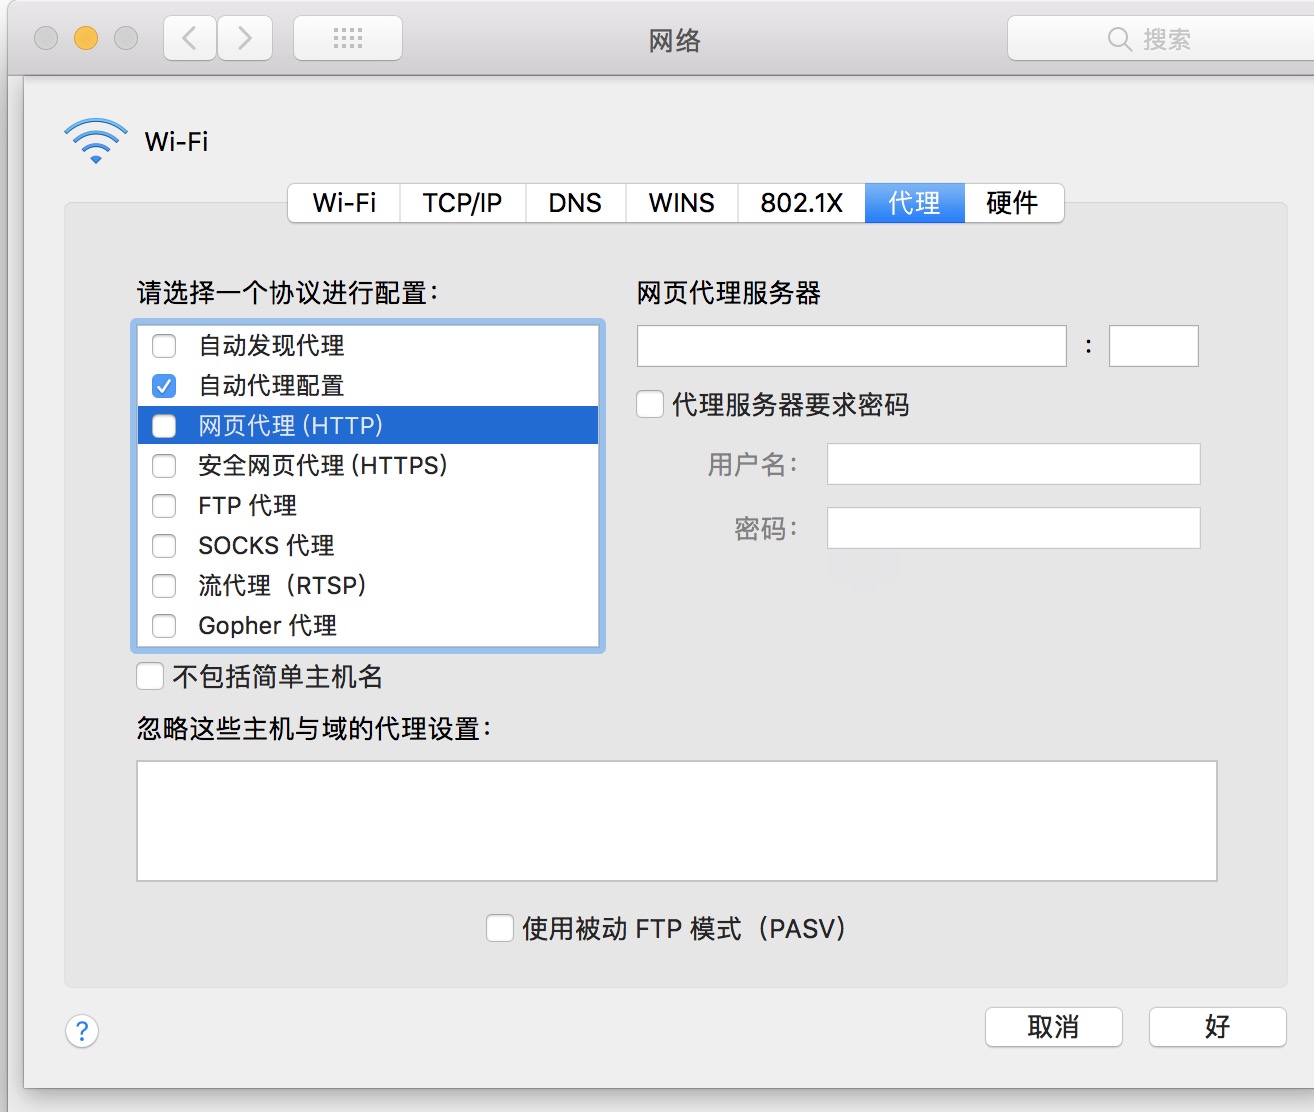 网络
搜索
Wi-Fi
Wi-Fi TCP/IP DNS WINS 802.1X 代理 硬件
请选择一个协议进行配置：
自动发现代理
自动代理配置
网页代理 (HTTP)
安全网页代理 (HTTPS)
FTP 代理
SOCKS 代理
流代理（RTSP）
Gopher 代理
不包括简单主机名
网页代理服务器
:
代理服务器要求密码
用户名：
密码：
忽略这些主机与域的代理设置：
使用被动 FTP 模式（PASV）
?
取消
好